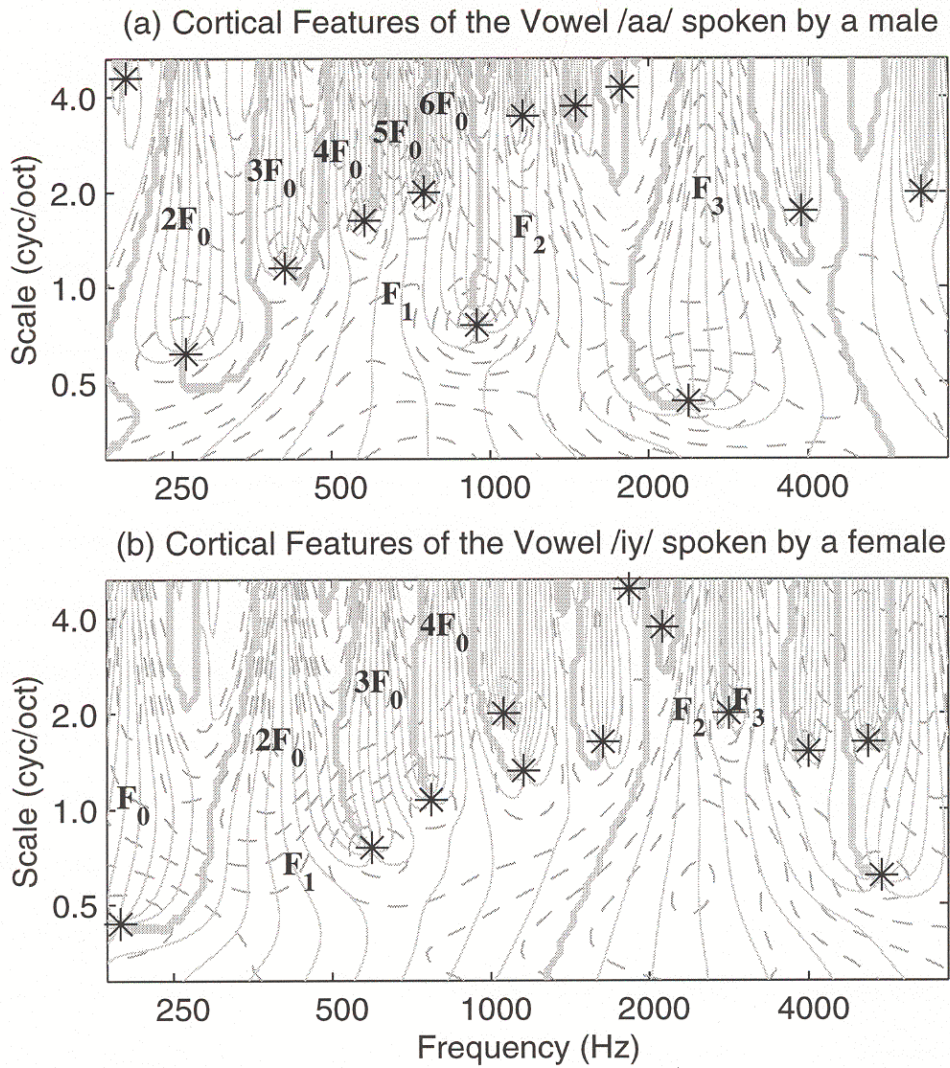 (a) Cortical Features of the Vowel /aa/ spoken by a male
Scale (cyc/oct)
4.0
2.0
1.0
0.5
2F0
3F0
4F0
5F0
6F0
F1
F2
F3
250 500 1000 2000 4000
(b) Cortical Features of the Vowel /iy/ spoken by a female
Scale (cyc/oct)
4.0
2.0
1.0
0.5
F0
2F0
3F0
4F0
F1
F2
F3
250 500 1000 2000 4000
Frequency (Hz)